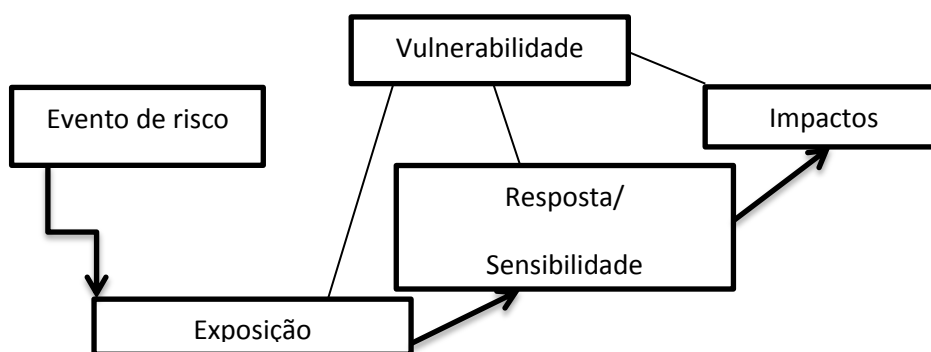 Vulnerabilidade
Evento de risco
Impactos
Resposta/
Sensibilidade
Exposição